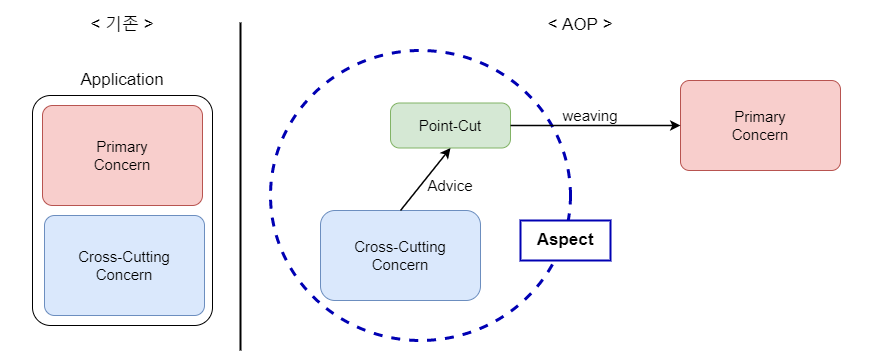 < 기존 >
Application
Primary
Concern
Cross-Cutting
Concern
< AOP >
Point-Cut
weaving
Primary
Concern
Advice
Cross-Cutting
Concern
Aspect